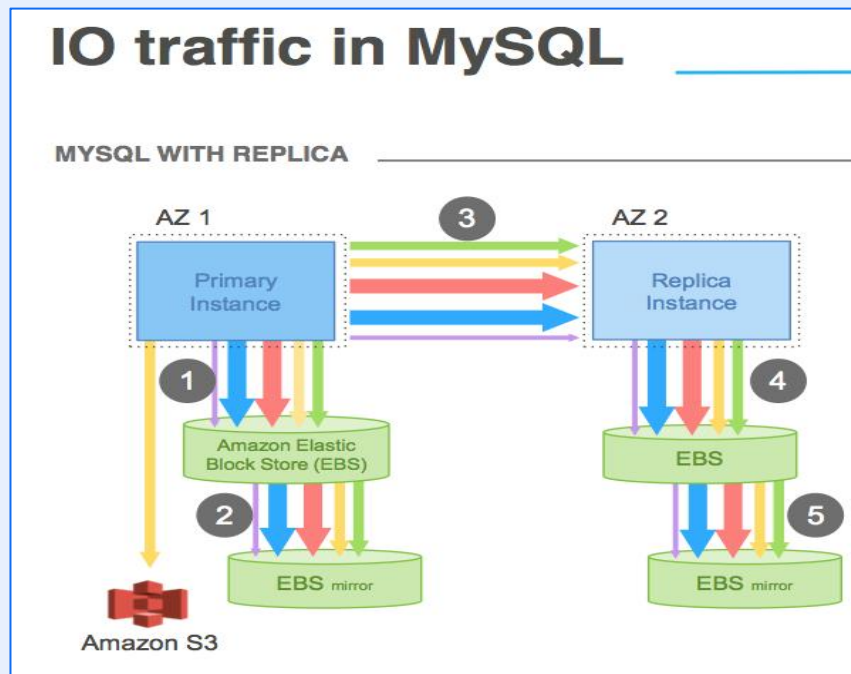 IO traffic in MySQL
MYSQL WITH REPLICA
AZ 1
3
AZ 2
Primary
Instance
Replica
Instance
1
4
Amazon Elastic
Block Store (EBS)
EBS
2
5
EBS mirror
EBS mirror
Amazon S3